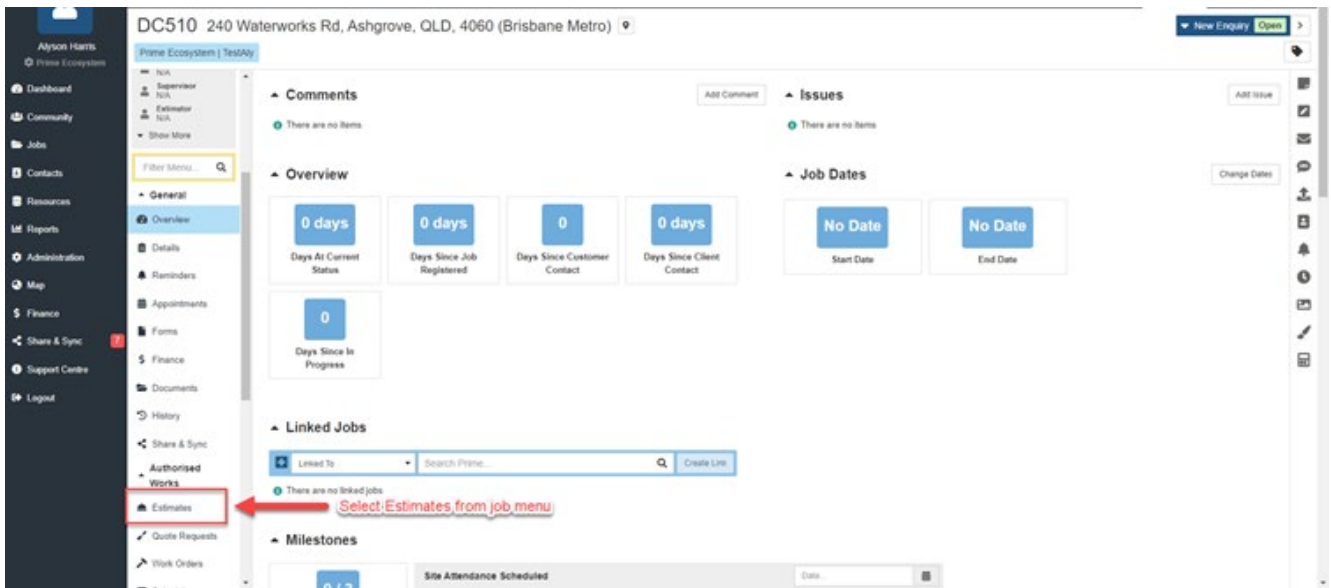 DC510 240 Waterworks Rd, Ashgrove, QLD, 4060 (Brisbane Metro)
New Enquiry Open
Alyson Harris
Prime Ecosystem
Prime Ecosystem | TestAly
Dashboard
Community
Jobs
Contacts
Resources
Reports
Administration
Map
Finance
Share & Sync 7
Support Centre
Logout
N/A
Supervisor
N/A
Estimator
N/A
Show More
Filter Menu...
General
Overview
Details
Reminders
Appointments
Forms
Finance
Documents
History
Share & Sync
Authorised
Works
Estimates
Quote Requests
Work Orders
Comments
Add Comment
There are no items
Issues
Add Issue
There are no items
Overview
0 days
Days At Current
Status
0 days
Days Since Job
Registered
0
Days Since Customer
Contact
0 days
Days Since Client
Contact
0
Days Since In
Progress
Job Dates
Change Dates
No Date
Start Date
No Date
End Date
Linked Jobs
Linked To
Search Prime...
Create Link
There are no linked jobs
Select Estimates from job menu
Milestones
Site Attendance Scheduled
Date...